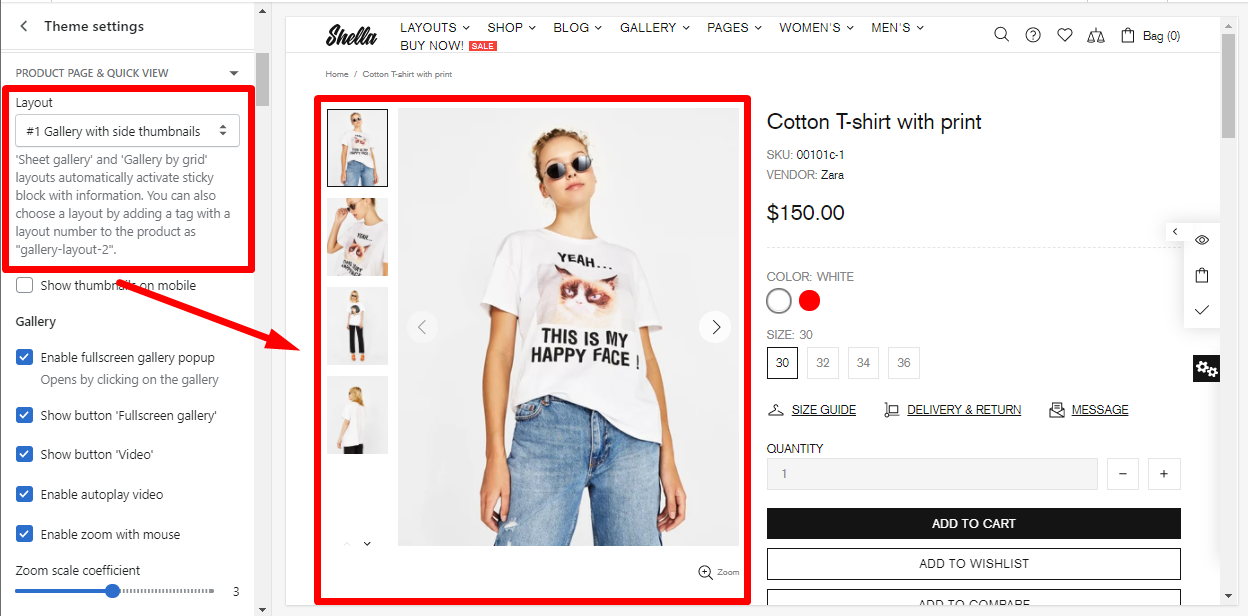 Theme settings
PRODUCT PAGE & QUICK VIEW
Layout
#1 Gallery with side thumbnails
'Sheet gallery' and 'Gallery by grid'
layouts automatically activate sticky
block with information. You can also
choose a layout by adding a tag with a
layout number to the product as
"gallery-layout-2".
Show thumbnails on mobile
Gallery
Enable fullscreen gallery popup
Opens by clicking on the gallery
Show button 'Fullscreen gallery'
Show button 'Video'
Enable autoplay video
Enable zoom with mouse
Zoom scale coefficient
3
Shella
LAYOUTS SHOP BLOG GALLERY PAGES WOMEN'S MEN'S
BUY NOW! SALE
Bag (0)
Home / Cotton T-shirt with print
YEAH...
THIS IS MY
HAPPY FACE !
Zoom
Cotton T-shirt with print
SKU: 00101c-1
VENDOR: Zara
$150.00
COLOR: WHITE
SIZE: 30
30 32 34 36
SIZE GUIDE DELIVERY & RETURN MESSAGE
QUANTITY
1 − +
ADD TO CART
ADD TO WISHLIST
ADD TO COMPARE